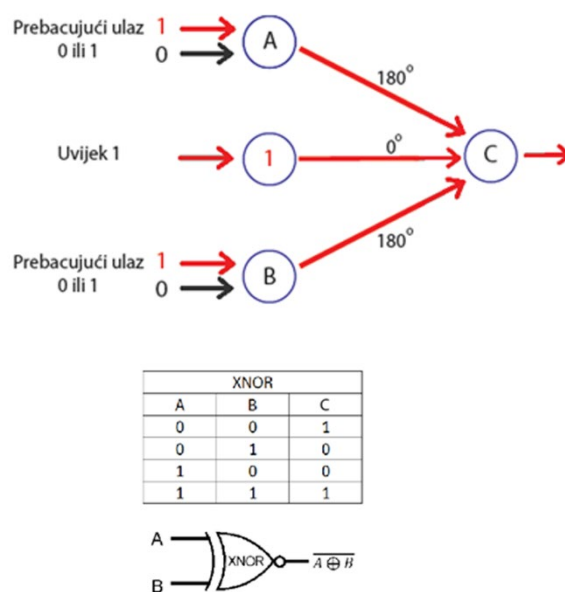 Prebacujući ulaz 1
0 ili 1 0
A
180°
Uvijek 1
1
0°
C
180°
Prebacujući ulaz 1
0 ili 1 0
B
XNOR
A B C
0 0 1
0 1 0
1 0 0
1 1 1
A
XNOR
A ⊕ B
B